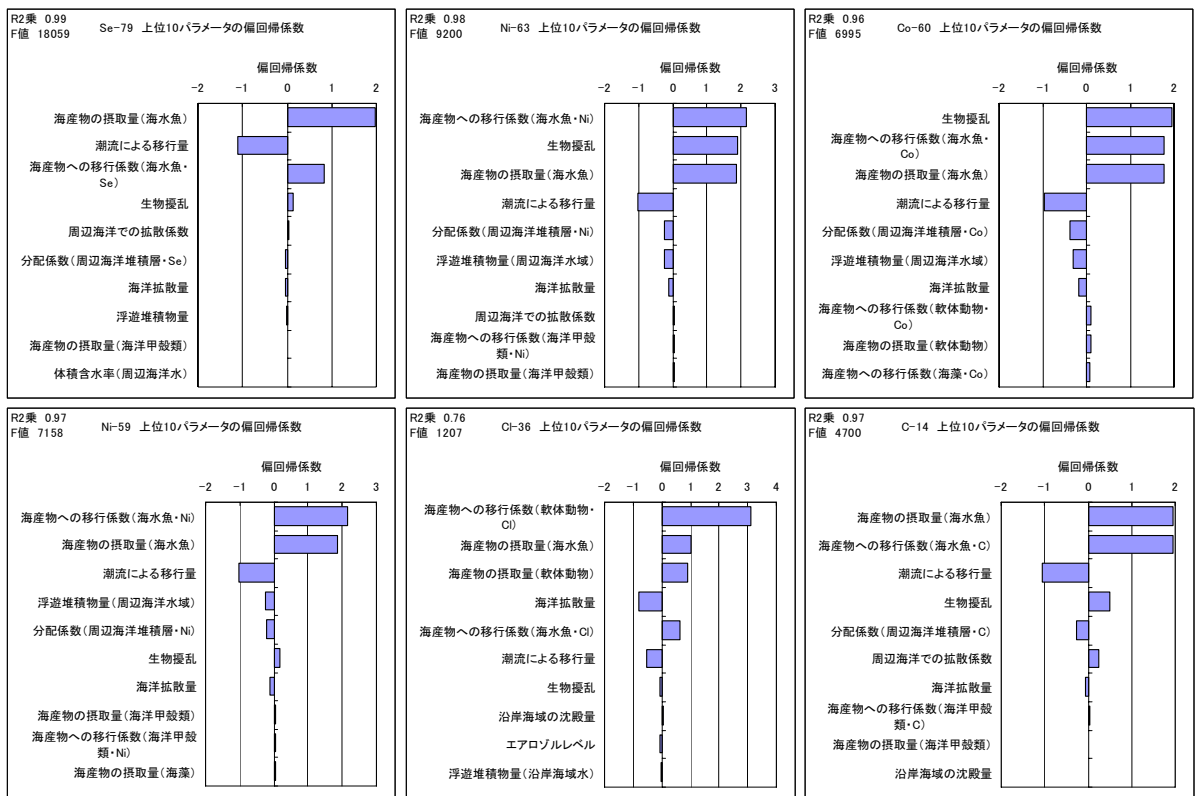 R2乗 0.99
F値 18059
Se-79 上位10パラメータの偏回帰係数
偏回帰係数
-2 -1 0 1 2
海産物の摂取量(海水魚)
潮流による移行量
海産物への移行係数(海水魚・
Se)
生物擾乱
周辺海洋での拡散係数
分配係数(周辺海洋堆積層・Se)
海洋拡散量
浮遊堆積物量
海産物の摂取量(海洋甲殻類)
体積含水率(周辺海洋水)
R2乗 0.98
F値 9200
Ni-63 上位10パラメータの偏回帰係数
偏回帰係数
-2 -1 0 1 2 3
海産物への移行係数(海水魚・Ni)
生物擾乱
海産物の摂取量(海水魚)
潮流による移行量
分配係数(周辺海洋堆積層・Ni)
浮遊堆積物量(周辺海洋水域)
海洋拡散量
周辺海洋での拡散係数
海産物への移行係数(海洋甲殻
類・Ni)
海産物の摂取量(海洋甲殻類)
R2乗 0.96
F値 6995
Co-60 上位10パラメータの偏回帰係数
偏回帰係数
-2 -1 0 1 2
生物擾乱
海産物への移行係数(海水魚・
Co)
海産物の摂取量(海水魚)
潮流による移行量
分配係数(周辺海洋堆積層・Co)
浮遊堆積物量(周辺海洋水域)
海洋拡散量
海産物への移行係数(軟体動物・
Co)
海産物の摂取量(軟体動物)
海産物への移行係数(海藻・Co)
R2乗 0.97
F値 7158
Ni-59 上位10パラメータの偏回帰係数
偏回帰係数
-2 -1 0 1 2 3
海産物への移行係数(海水魚・Ni)
海産物の摂取量(海水魚)
潮流による移行量
浮遊堆積物量(周辺海洋水域)
分配係数(周辺海洋堆積層・Ni)
生物擾乱
海洋拡散量
海産物の摂取量(海洋甲殻類)
海産物への移行係数(海洋甲殻
類・Ni)
海産物の摂取量(海藻)
R2乗 0.76
F値 1207
Cl-36 上位10パラメータの偏回帰係数
偏回帰係数
-2 -1 0 1 2 3 4
海産物への移行係数(軟体動物・
Cl)
海産物の摂取量(海水魚)
海産物の摂取量(軟体動物)
海洋拡散量
海産物への移行係数(海水魚・Cl)
潮流による移行量
生物擾乱
沿岸海域の沈殿量
エアロゾルレベル
浮遊堆積物量(沿岸海域水)
R2乗 0.97
F値 4700
C-14 上位10パラメータの偏回帰係数
偏回帰係数
-2 -1 0 1 2
海産物の摂取量(海水魚)
海産物への移行係数(海水魚・C)
潮流による移行量
生物擾乱
分配係数(周辺海洋堆積層・C)
周辺海洋での拡散係数
海洋拡散量
海産物への移行係数(海洋甲殻
類・C)
海産物の摂取量(海洋甲殻類)
沿岸海域の沈殿量